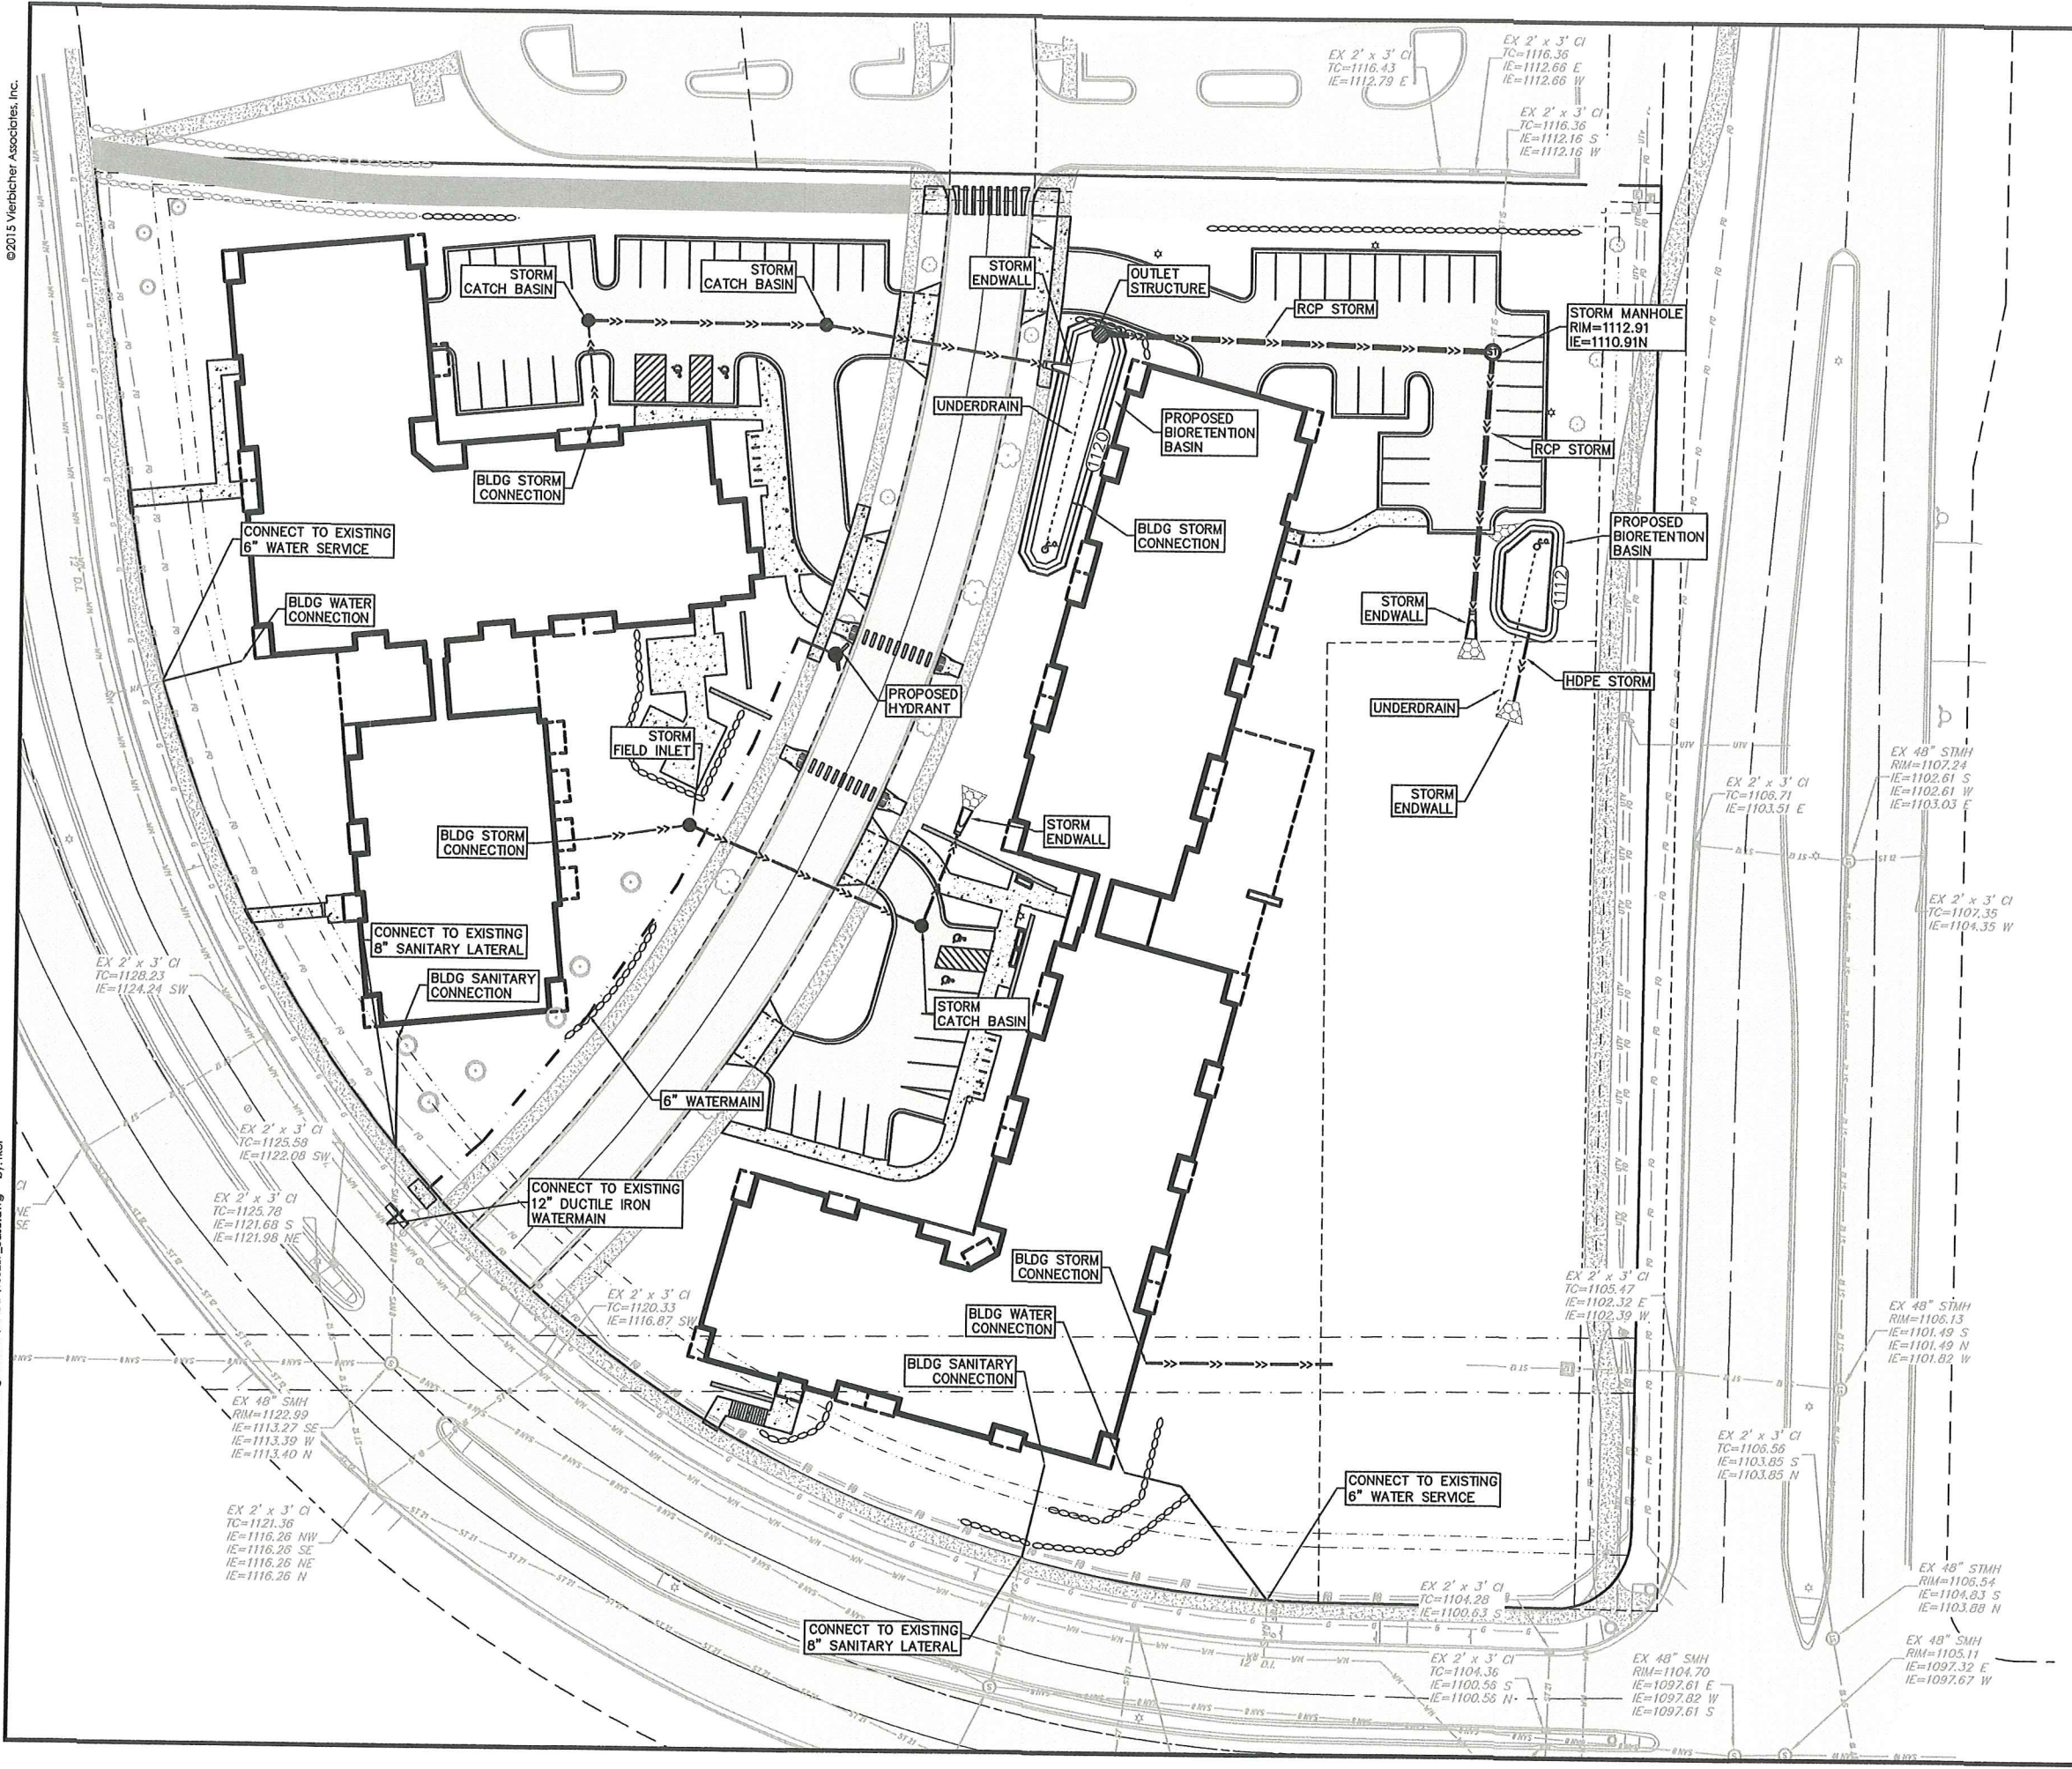 ©2015 Vierbicher Associates, Inc.
EX 2' x 3' CI
TC=1116.43
IE=1112.79 E
EX 2' x 3' CI
TC=1116.36
IE=1112.66 E
IE=1112.66 W
EX 2' x 3' CI
TC=1116.36
IE=1112.16 S
IE=1112.16 W
STORM
CATCH BASIN
STORM
CATCH BASIN
STORM
ENDWALL
OUTLET
STRUCTURE
RCP STORM
STORM MANHOLE
RIM=1112.91
IE=1110.91N
ST
UNDERDRAIN
PROPOSED
BIORETENTION
BASIN
1120
RCP STORM
BLDG STORM
CONNECTION
CONNECT TO EXISTING
6" WATER SERVICE
BLDG STORM
CONNECTION
PROPOSED
BIORETENTION
BASIN
1112
BLDG WATER
CONNECTION
STORM
ENDWALL
PROPOSED
HYDRANT
HDPE STORM
UNDERDRAIN
STORM
FIELD INLET
STORM
ENDWALL
EX 48" STMH
RIM=1107.24
IE=1102.61 S
IE=1102.61 W
IE=1103.03 E
EX 2' x 3' CI
TC=1106.71
IE=1103.51 E
BLDG STORM
CONNECTION
STORM
ENDWALL
EX 2' x 3' CI
TC=1107.35
IE=1104.35 W
CONNECT TO EXISTING
8" SANITARY LATERAL
EX 2' x 3' CI
TC=1128.23
IE=1124.24 SW
BLDG SANITARY
CONNECTION
STORM
CATCH BASIN
6" WATERMAIN
EX 2' x 3' CI
TC=1125.58
IE=1122.08 SW
EX 2' x 3' CI
TC=1125.78
IE=1121.68 S
IE=1121.98 NE
CONNECT TO EXISTING
12" DUCTILE IRON
WATERMAIN
BLDG STORM
CONNECTION
EX 2' x 3' CI
TC=1120.33
IE=1116.87 SW
BLDG WATER
CONNECTION
EX 2' x 3' CI
TC=1105.47
IE=1102.32 E
IE=1102.39 W
EX 48" STMH
RIM=1106.13
IE=1101.49 S
IE=1101.49 N
IE=1101.82 W
BLDG SANITARY
CONNECTION
EX 48" SMH
RIM=1122.99
IE=1113.27 SE
IE=1113.39 W
IE=1113.40 N
EX 2' x 3' CI
TC=1106.56
IE=1103.85 S
IE=1103.85 N
CONNECT TO EXISTING
6" WATER SERVICE
EX 2' x 3' CI
TC=1121.36
IE=1116.26 NW
IE=1116.26 SE
IE=1116.26 NE
IE=1116.26 N
EX 2' x 3' CI
TC=1104.28
IE=1100.63 S
EX 48" STMH
RIM=1106.54
IE=1104.83 S
IE=1103.88 N
CONNECT TO EXISTING
8" SANITARY LATERAL
EX 2' x 3' CI
TC=1104.36
IE=1100.56 S
IE=1100.56 N
EX 48" SMH
RIM=1104.70
IE=1097.61 E
IE=1097.82 W
IE=1097.61 S
EX 48" SMH
RIM=1105.11
IE=1097.32 E
IE=1097.67 W